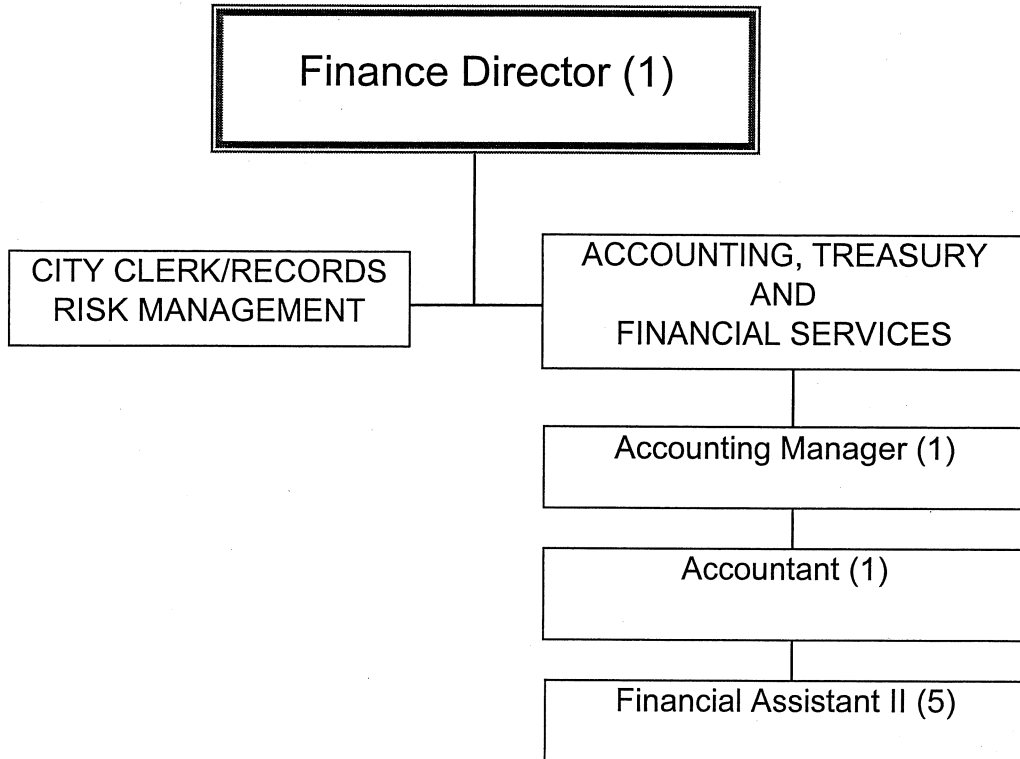 Finance Director (1)
CITY CLERK/RECORDS
RISK MANAGEMENT
ACCOUNTING, TREASURY
AND
FINANCIAL SERVICES
Accounting Manager (1)
Accountant (1)
Financial Assistant II (5)